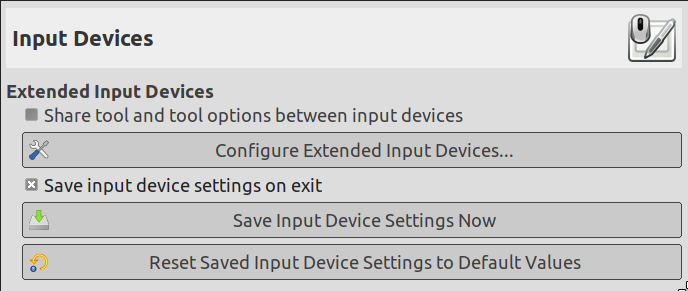 Input Devices
Extended Input Devices
Share tool and tool options between input devices
Configure Extended Input Devices...
Save input device settings on exit
Save Input Device Settings Now
Reset Saved Input Device Settings to Default Values